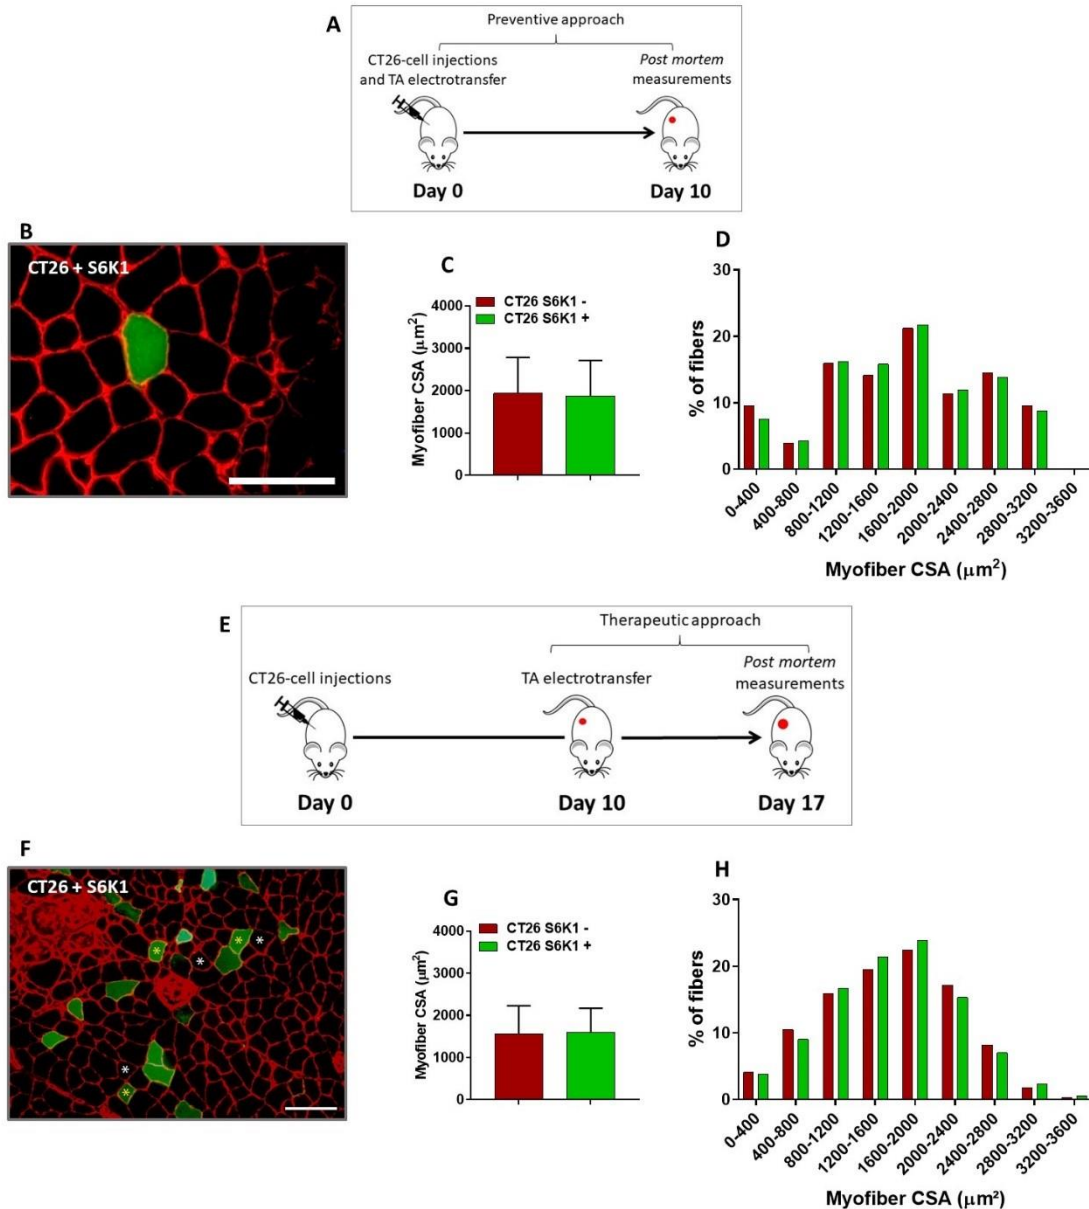 A
Preventive approach
CT26-cell injections
and TA electrotransfer
Post mortem
measurements
Day 0
Day 10
B
CT26 + S6K1
C
CT26 S6K1 -
CT26 S6K1 +
Myofiber CSA (μm²)
4000
3000
2000
1000
0
D
% of fibers
30
20
10
0
0-400
400-800
800-1200
1200-1600
1600-2000
2000-2400
2400-2800
2800-3200
3200-3600
Myofiber CSA (μm²)
E
Therapeutic approach
CT26-cell injections
TA electrotransfer
Post mortem
measurements
Day 0
Day 10
Day 17
F
CT26 + S6K1
* * *
* *
* *
G
CT26 S6K1 -
CT26 S6K1 +
Myofiber CSA (μm²)
4000
3000
2000
1000
0
H
% of fibers
30
20
10
0
0-400
400-800
800-1200
1200-1600
1600-2000
2000-2400
2400-2800
2800-3200
3200-3600
Myofiber CSA (μm²)